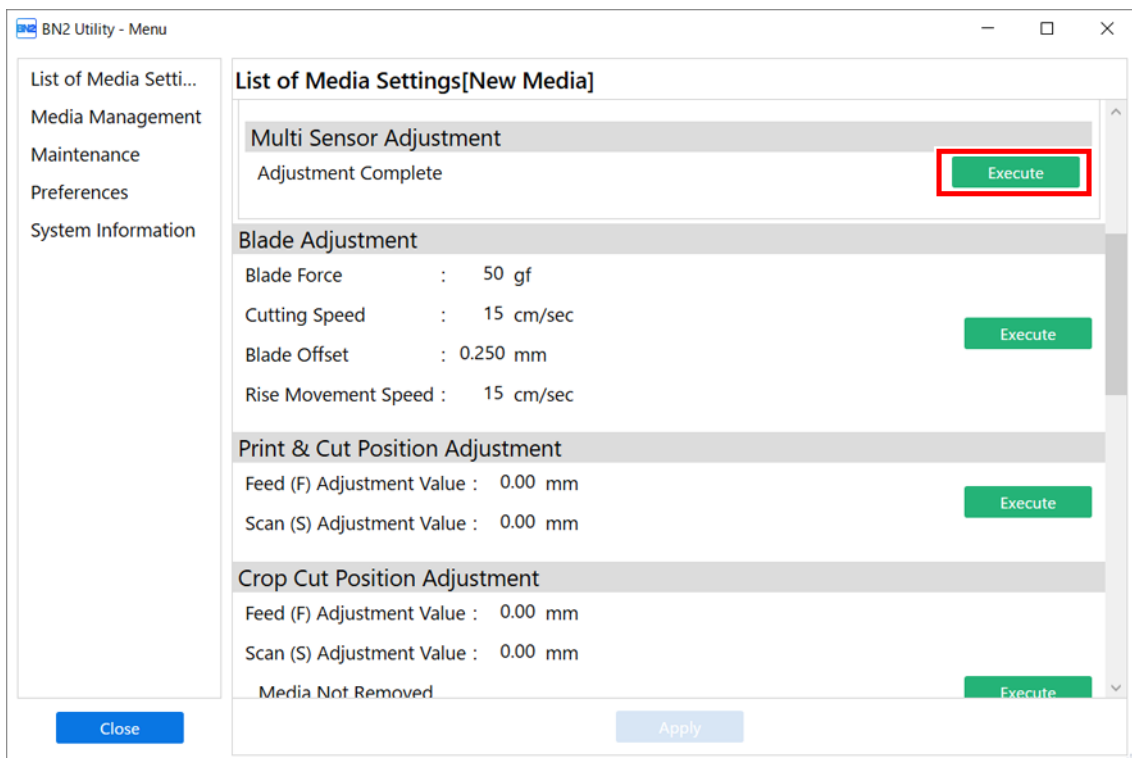 BN2 BN2 Utility - Menu
List of Media Setti...
Media Management
Maintenance
Preferences
System Information
Close
List of Media Settings[New Media]
Multi Sensor Adjustment
Adjustment Complete Execute
Blade Adjustment
Blade Force : 50 gf
Cutting Speed : 15 cm/sec
Execute
Blade Offset : 0.250 mm
Rise Movement Speed : 15 cm/sec
Print & Cut Position Adjustment
Feed (F) Adjustment Value : 0.00 mm
Execute
Scan (S) Adjustment Value : 0.00 mm
Crop Cut Position Adjustment
Feed (F) Adjustment Value : 0.00 mm
Scan (S) Adjustment Value : 0.00 mm
Media Not Removed Execute
Apply